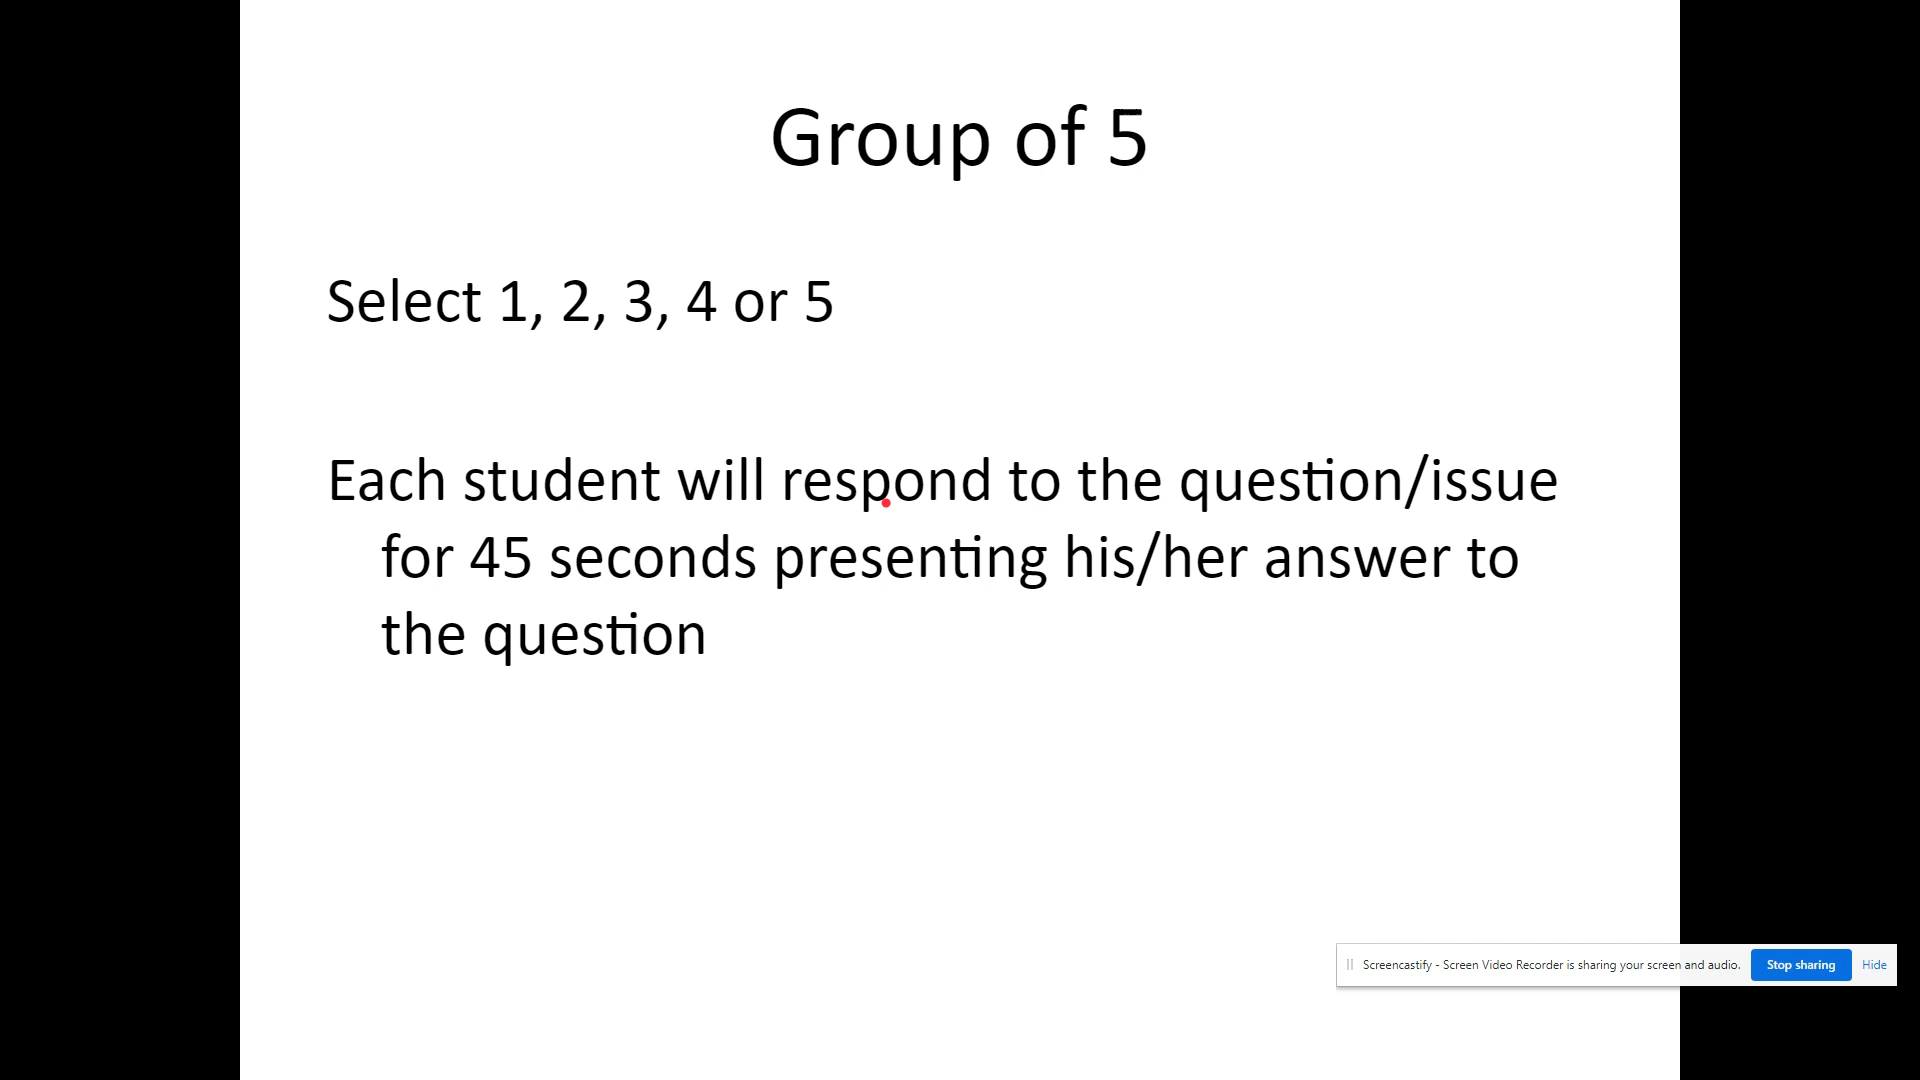 Group of 5
Select 1, 2, 3, 4 or 5
Each student will respond to the question/issue
for 45 seconds presenting his/her answer to
the question
Screencastify - Screen Video Recorder is sharing your screen and audio. Stop sharing Hide